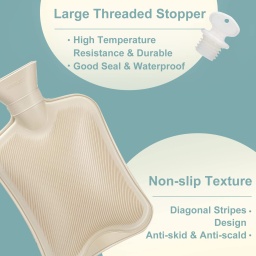 Large Threaded Stopper
• High Temperature
Resistance & Durable
• Good Seal & Waterproof
Non-slip Texture
Diagonal Stripes •
Design
Anti-skid & Anti-scald •